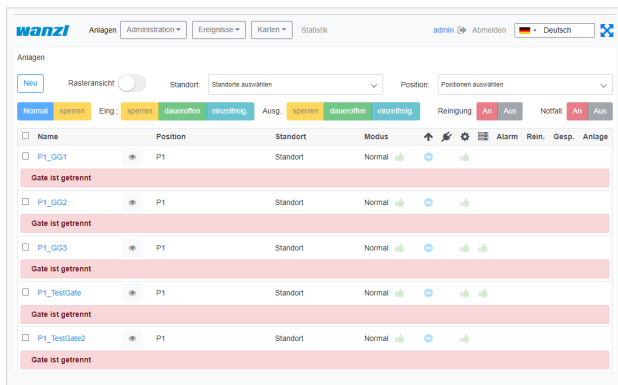 wanzl Anlagen Administration Ereignisse Karten Statistik admin Abmelden Deutsch
Anlagen
Neu Rasteransicht Standort: Standorte auswählen Position: Positionen auswählen
Normal sperren Eing.: sperren daueroffen einzelfreig. Ausg.: sperren daueroffen einzelfreig. Reinigung: An Aus Notfall: An Aus
Name Position Standort Modus Alarm Rein. Gesp. Anlage
P1_GG1 P1 Standort Normal
Gate ist getrennt
P1_GG2 P1 Standort Normal
Gate ist getrennt
P1_GG3 P1 Standort Normal
Gate ist getrennt
P1_TestGate P1 Standort Normal
Gate ist getrennt
P1_TestGate2 P1 Standort Normal
Gate ist getrennt